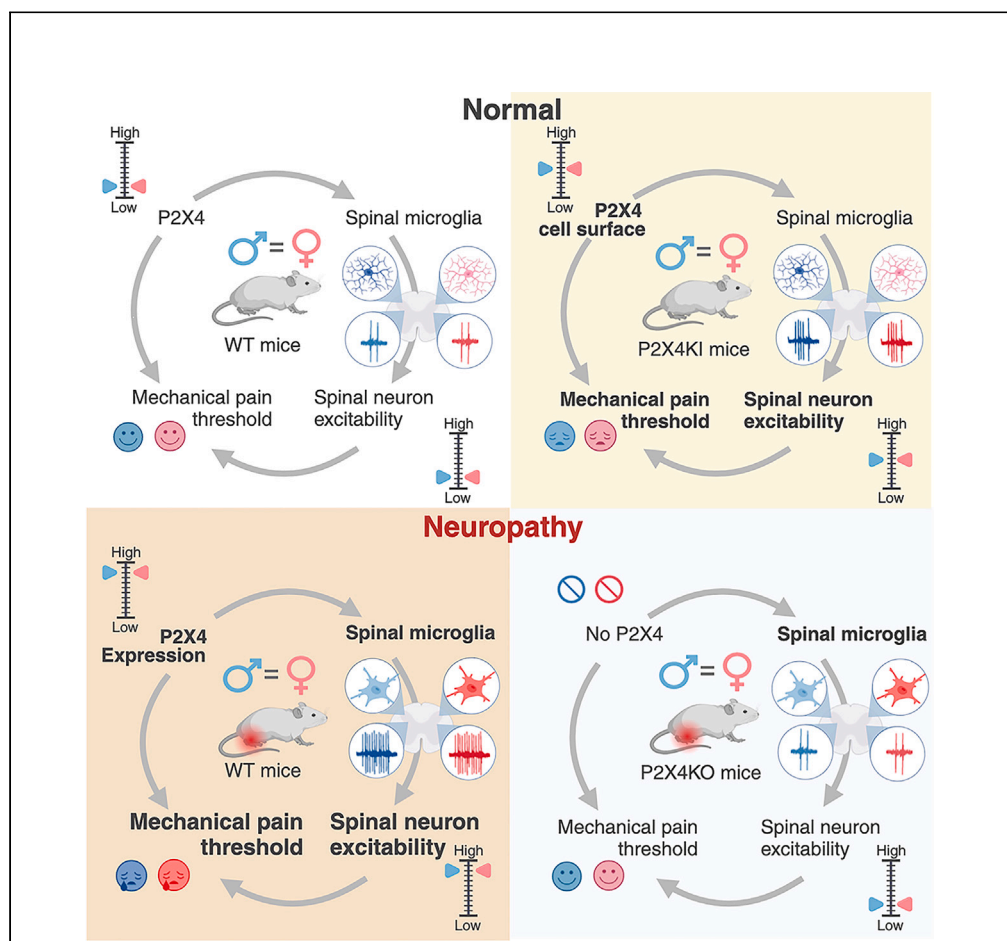 Normal
High
Low
P2X4
Spinal microglia
♂ = ♀
WT mice
Mechanical pain
threshold
Spinal neuron
excitability
High
Low
High
Low
P2X4
cell surface
Spinal microglia
♂ = ♀
P2X4KI mice
Mechanical pain
threshold
Spinal neuron
excitability
High
Low
Neuropathy
High
Low
P2X4
Expression
Spinal microglia
♂ = ♀
WT mice
Mechanical pain
threshold
Spinal neuron
excitability
High
Low
No P2X4
Spinal microglia
♂ = ♀
P2X4KO mice
Mechanical pain
threshold
Spinal neuron
excitability
High
Low